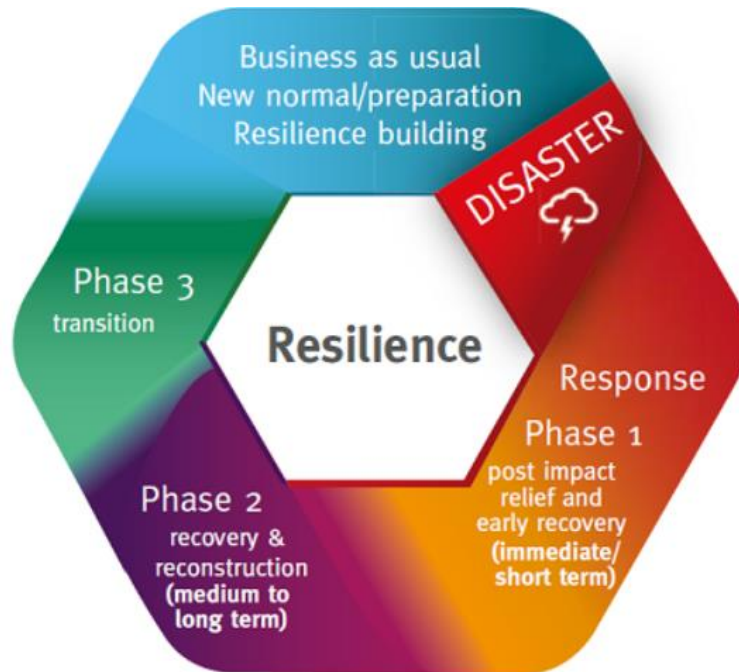 Business as usual
New normal/preparation
Resilience building
DISASTER
Resilience
Response
Phase 1
post impact
relief and
early recovery
(immediate/
short term)
Phase 2
recovery &
reconstruction
(medium to
long term)
Phase 3
transition